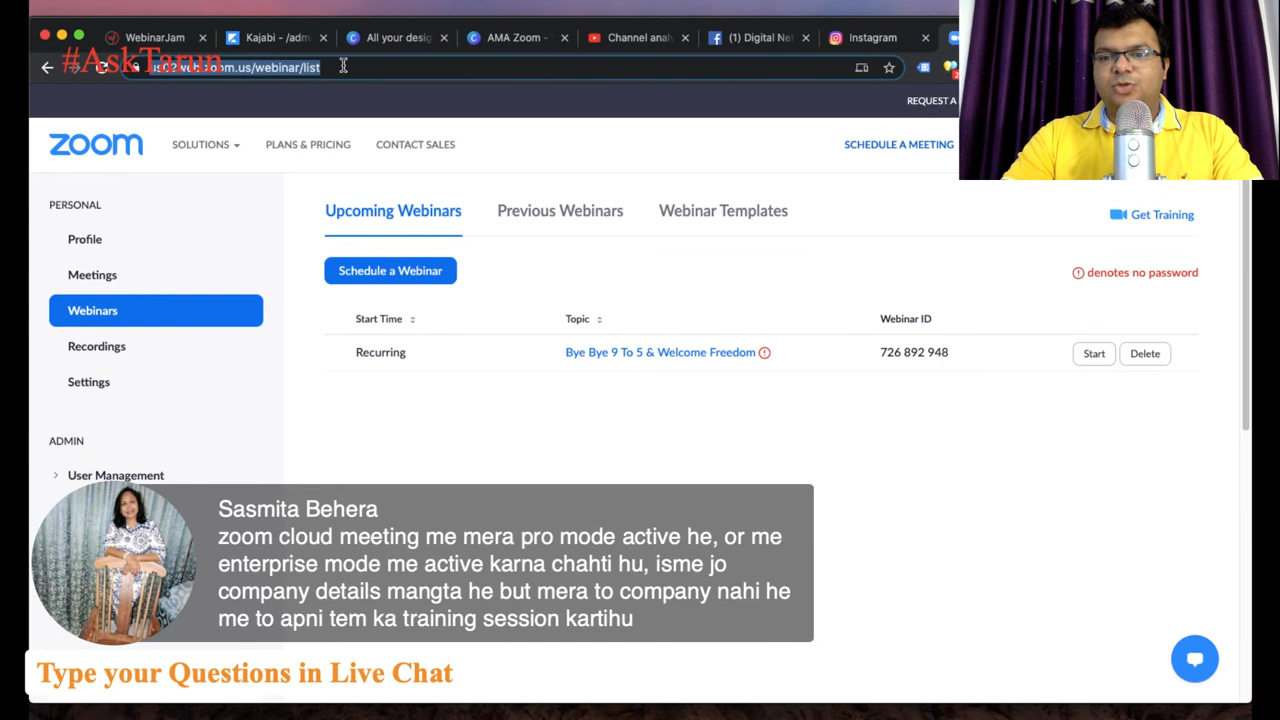 WebinarJam
Kajabi - /adm
All your desig
AMA Zoom -
Channel analy
(1) Digital Net
Instagram
#AskTarun
us02web.zoom.us/webinar/list
REQUEST A
zoom
SOLUTIONS
PLANS & PRICING
CONTACT SALES
SCHEDULE A MEETING
PERSONAL
Profile
Meetings
Webinars
Recordings
Settings
ADMIN
User Management
Upcoming Webinars
Previous Webinars
Webinar Templates
Get Training
Schedule a Webinar
denotes no password
Start Time
Topic
Webinar ID
Recurring
Bye Bye 9 To 5 & Welcome Freedom
726 892 948
Start
Delete
Sasmita Behera
zoom cloud meeting me mera pro mode active he, or me
enterprise mode me active karna chahti hu, isme jo
company details mangta he but mera to company nahi he
me to apni tem ka training session kartihu
Type your Questions in Live Chat